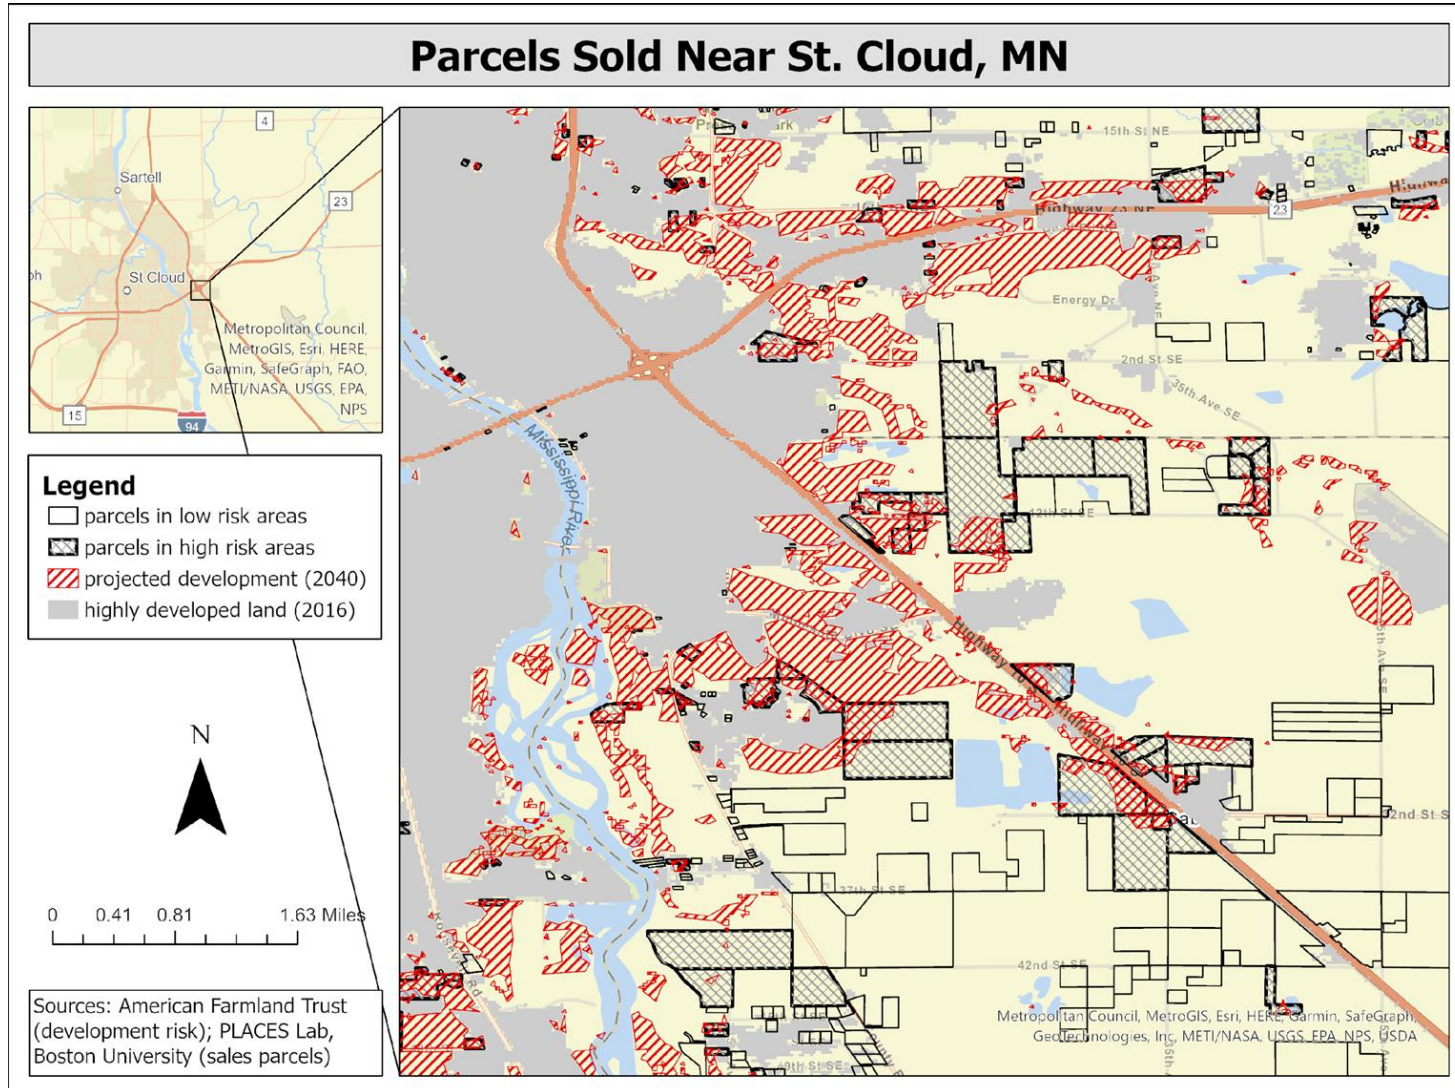 Parcels Sold Near St. Cloud, MN
4
Sartell
23
St Cloud
Metropolitan Council,
MetroGIS, Esri, HERE,
Garmin, SafeGraph, FAO,
METI/NASA, USGS, EPA,
NPS
15
94
Legend
parcels in low risk areas
parcels in high risk areas
projected development (2040)
highly developed land (2016)
N
0 0.41 0.81 1.63 Miles
Sources: American Farmland Trust
(development risk); PLACES Lab,
Boston University (sales parcels)
15th St NE
Highway 23 NE
23
Energy Dr
2nd St SE
35th Ave SE
Mississippi River
12th St SE
Highway 10
37th St SE
42nd St SE
Metropolitan Council, MetroGIS, Esri, HERE, Garmin, SafeGraph,
GeoTechnologies, Inc, METI/NASA, USGS, EPA, NPS, USDA